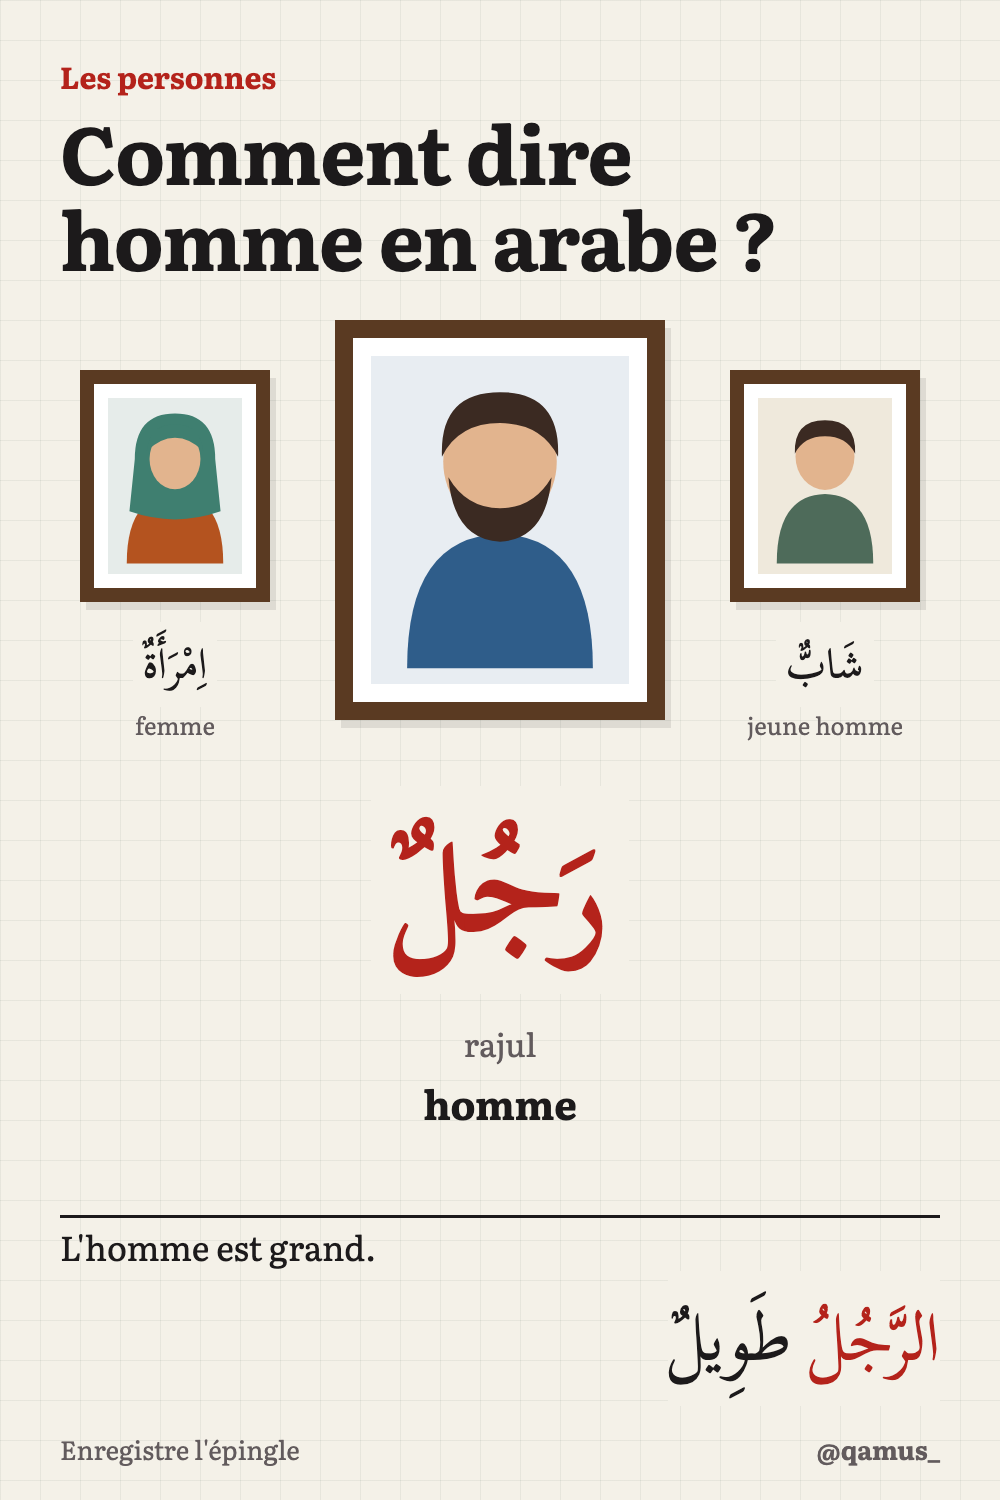 Les personnes
Comment dire
homme en arabe ?
اِمْرَأَةٌ
femme
شَابٌّ
jeune homme
رَجُلٌ
rajul
homme
L'homme est grand.
الرَّجُلُ طَوِيلٌ
Enregistre l'épingle
@qamus_